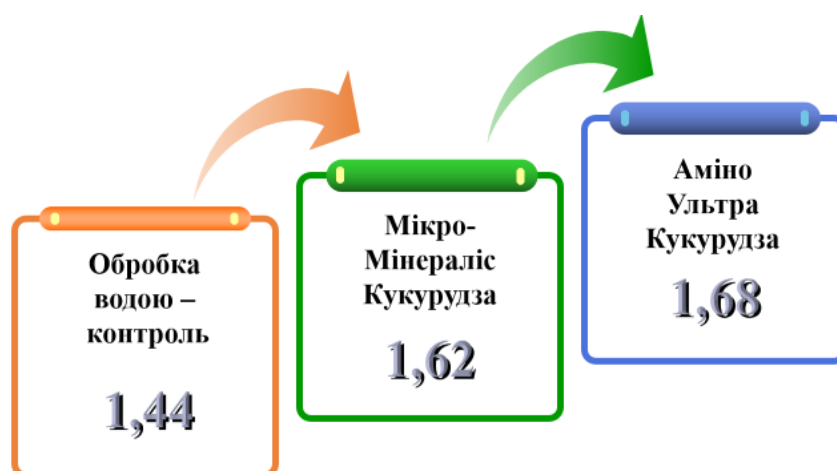 Обробка
водою –
контроль
1,44
Мікро-
Мінераліс
Кукурудза
1,62
Аміно
Ультра
Кукурудза
1,68